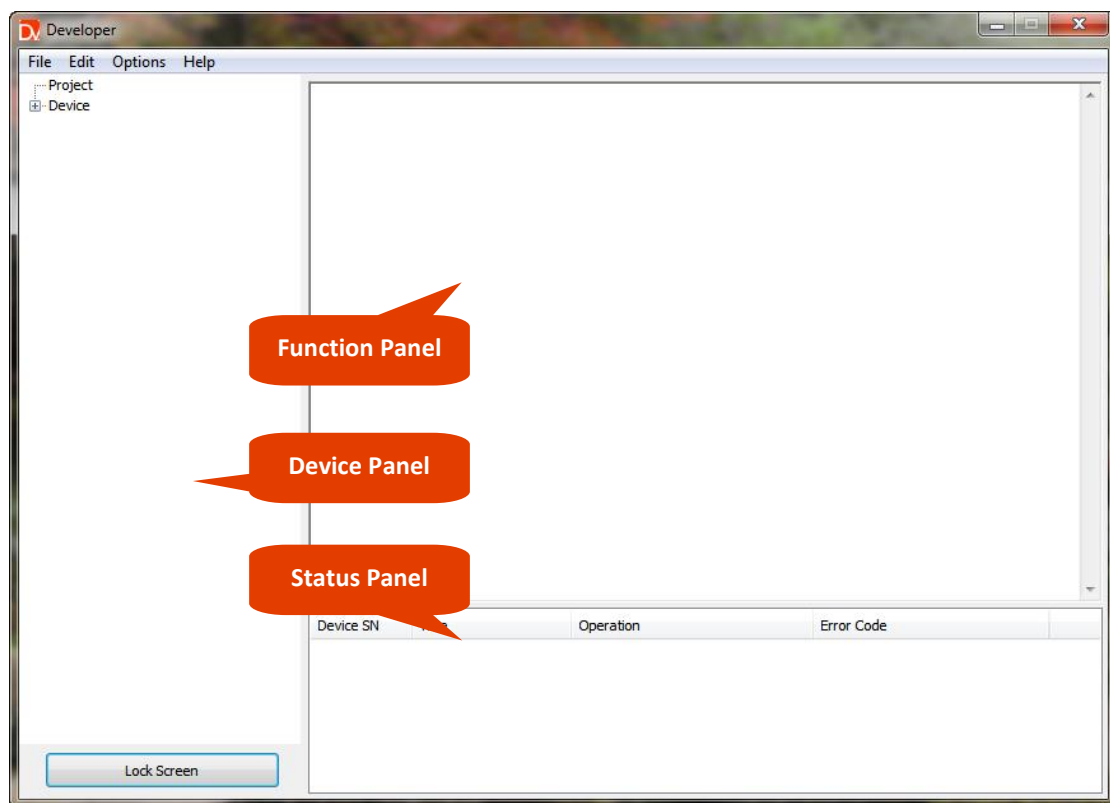 Developer
File Edit Options Help
Project
Device
Function Panel
Device Panel
Status Panel
Device SN Operation Error Code
Lock Screen